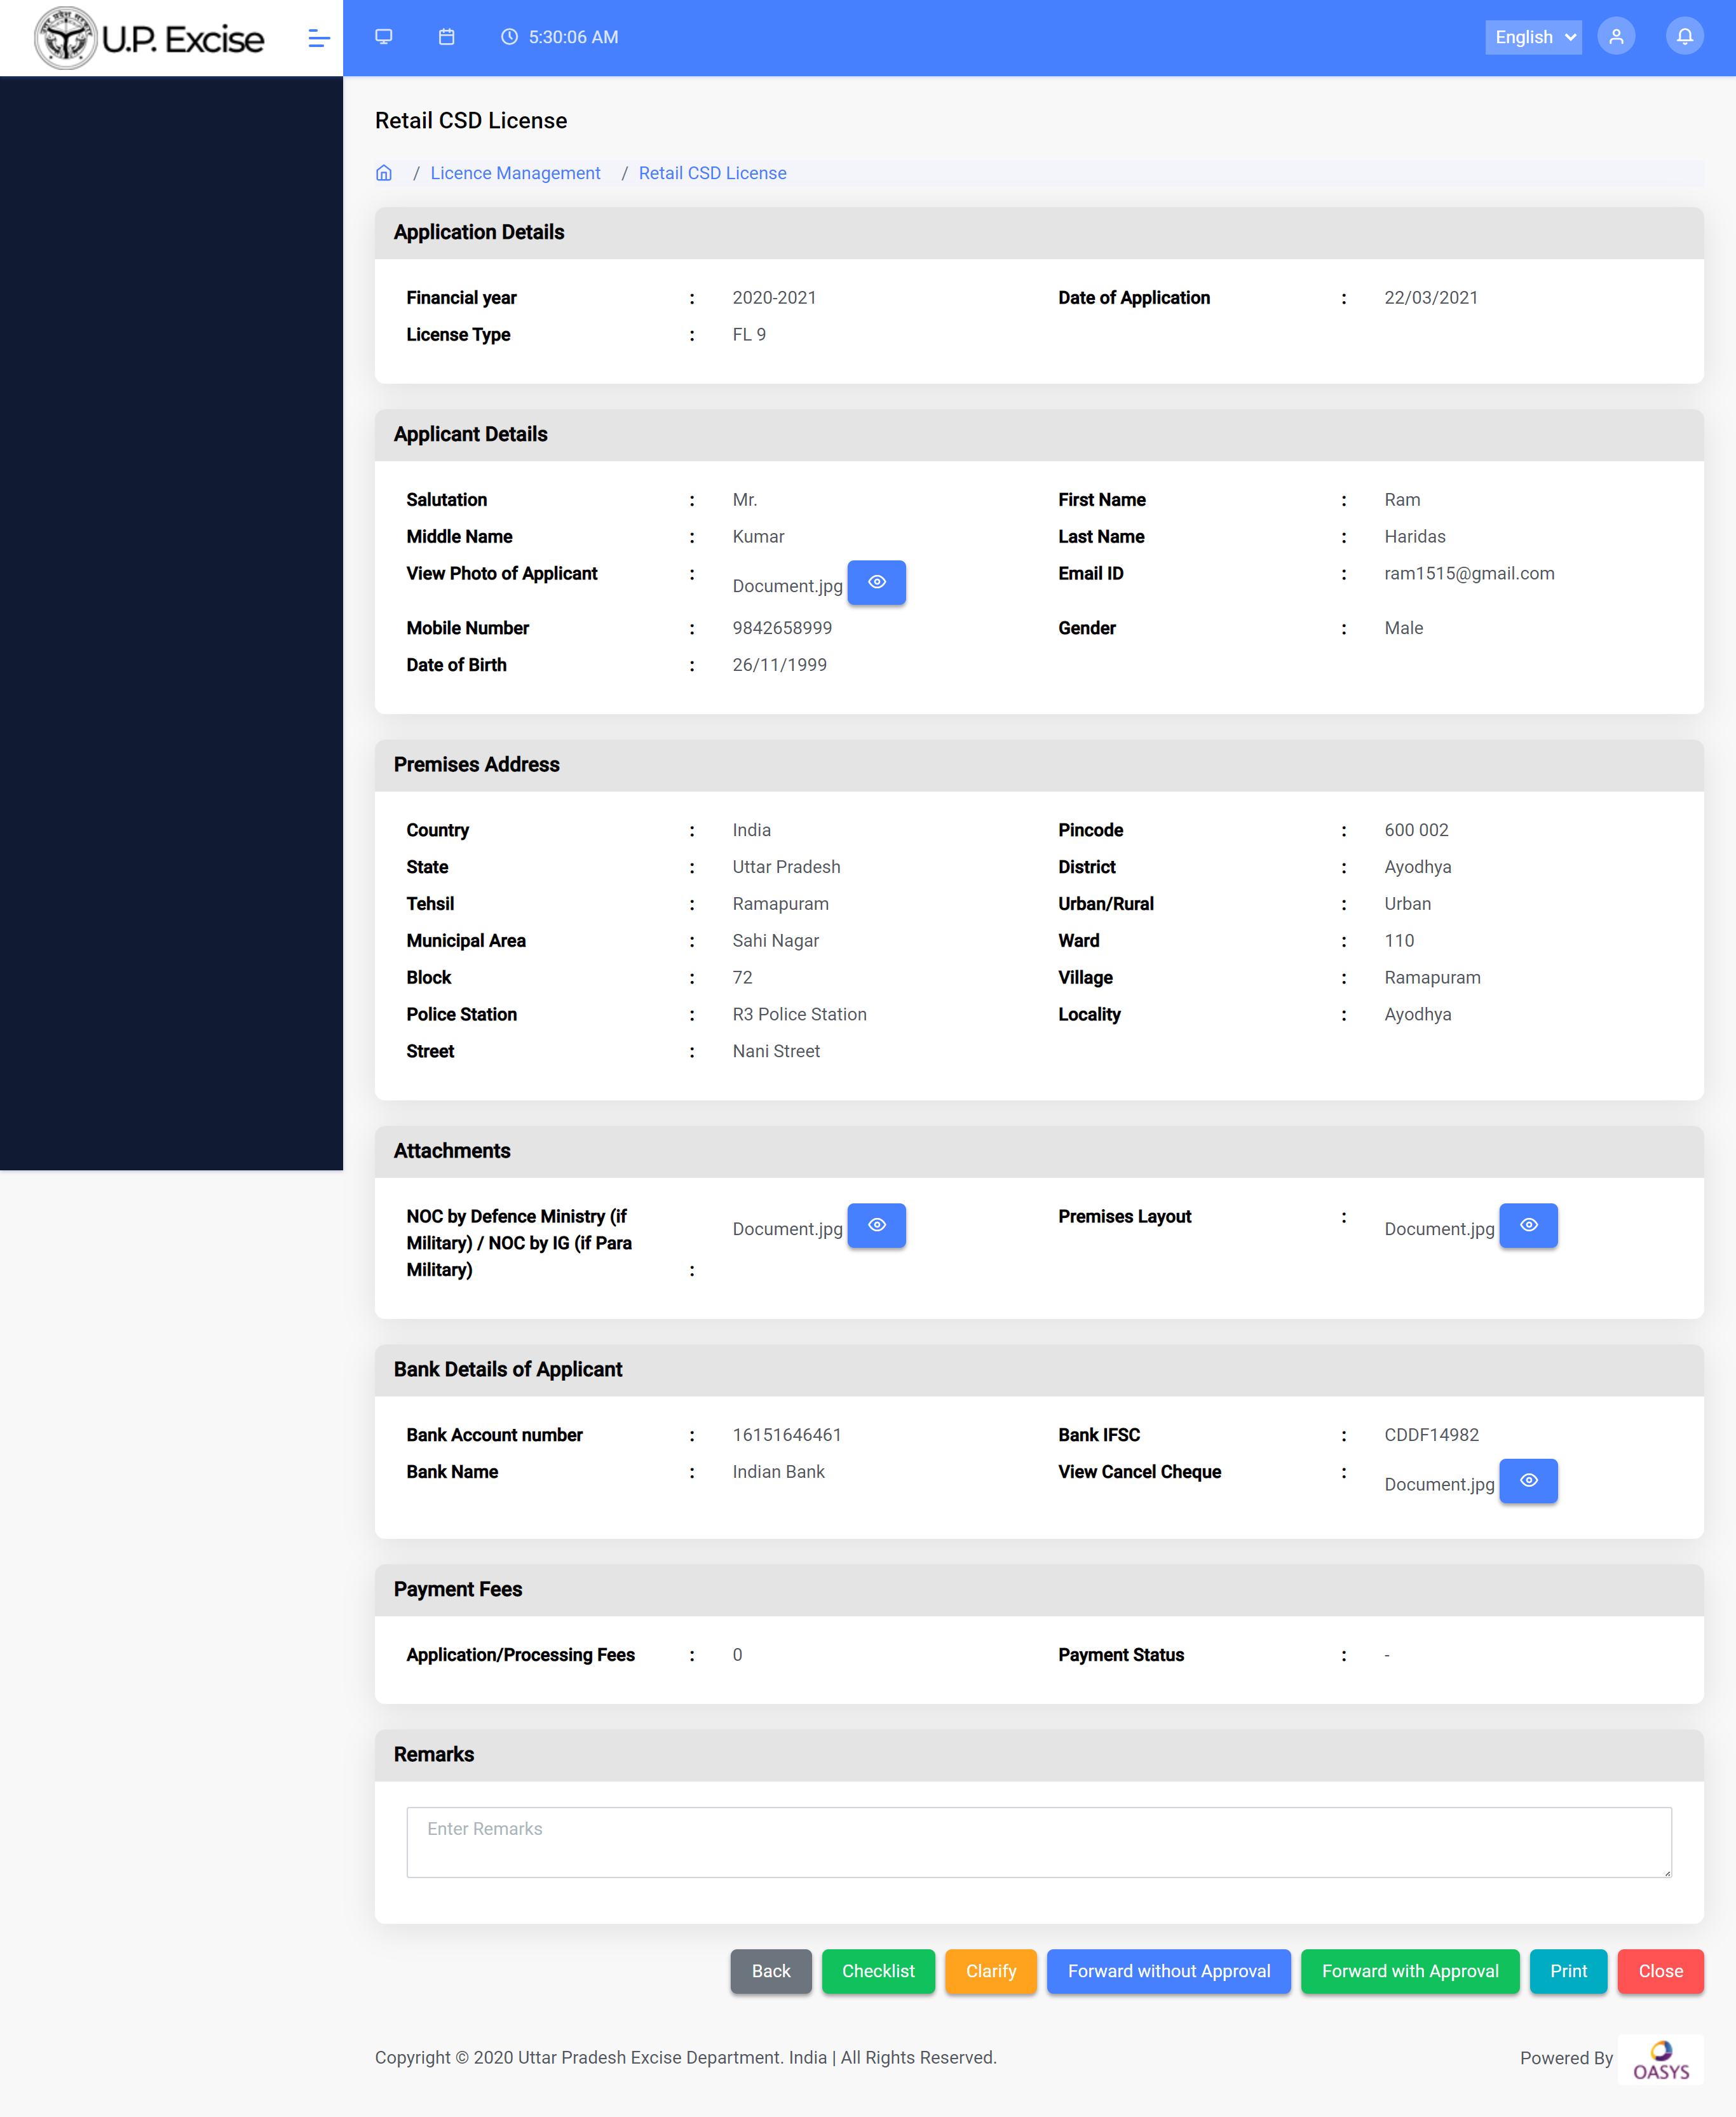 U.P. Excise
5:30:06 AM
English
Retail CSD License
/ Licence Management / Retail CSD License
Application Details
Financial year : 2020-2021 Date of Application : 22/03/2021
License Type : FL 9
Applicant Details
Salutation : Mr. First Name : Ram
Middle Name : Kumar Last Name : Haridas
View Photo of Applicant : Document.jpg Email ID : ram1515@gmail.com
Mobile Number : 9842658999 Gender : Male
Date of Birth : 26/11/1999
Premises Address
Country : India Pincode : 600 002
State : Uttar Pradesh District : Ayodhya
Tehsil : Ramapuram Urban/Rural : Urban
Municipal Area : Sahi Nagar Ward : 110
Block : 72 Village : Ramapuram
Police Station : R3 Police Station Locality : Ayodhya
Street : Nani Street
Attachments
NOC by Defence Ministry (if Document.jpg Premises Layout : Document.jpg
Military) / NOC by IG (if Para
Military) :
Bank Details of Applicant
Bank Account number : 16151646461 Bank IFSC : CDDF14982
Bank Name : Indian Bank View Cancel Cheque : Document.jpg
Payment Fees
Application/Processing Fees : 0 Payment Status : -
Remarks
Enter Remarks
Back Checklist Clarify Forward without Approval Forward with Approval Print Close
Copyright © 2020 Uttar Pradesh Excise Department. India | All Rights Reserved. Powered By OASYS